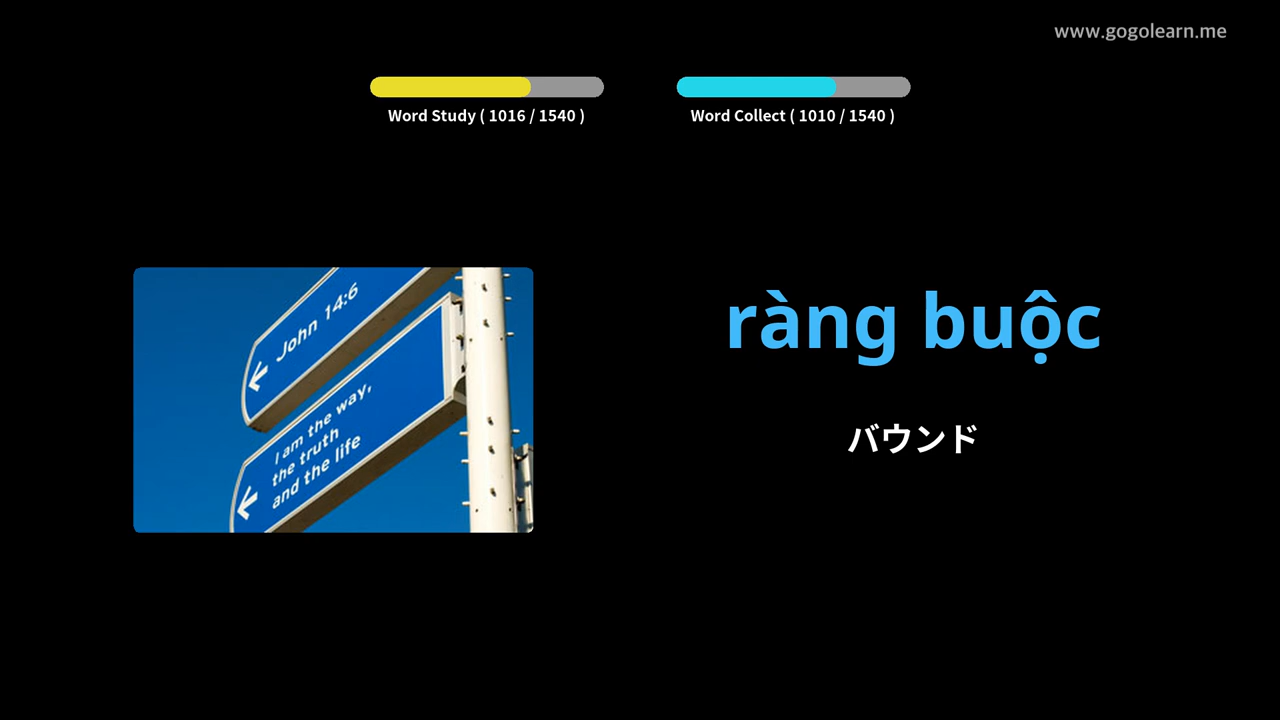 www.gogolearn.me
Word Study ( 1016 / 1540 )
Word Collect ( 1010 / 1540 )
John 14:6
I am the way,
the truth
and the life
ràng buộc
バウンド